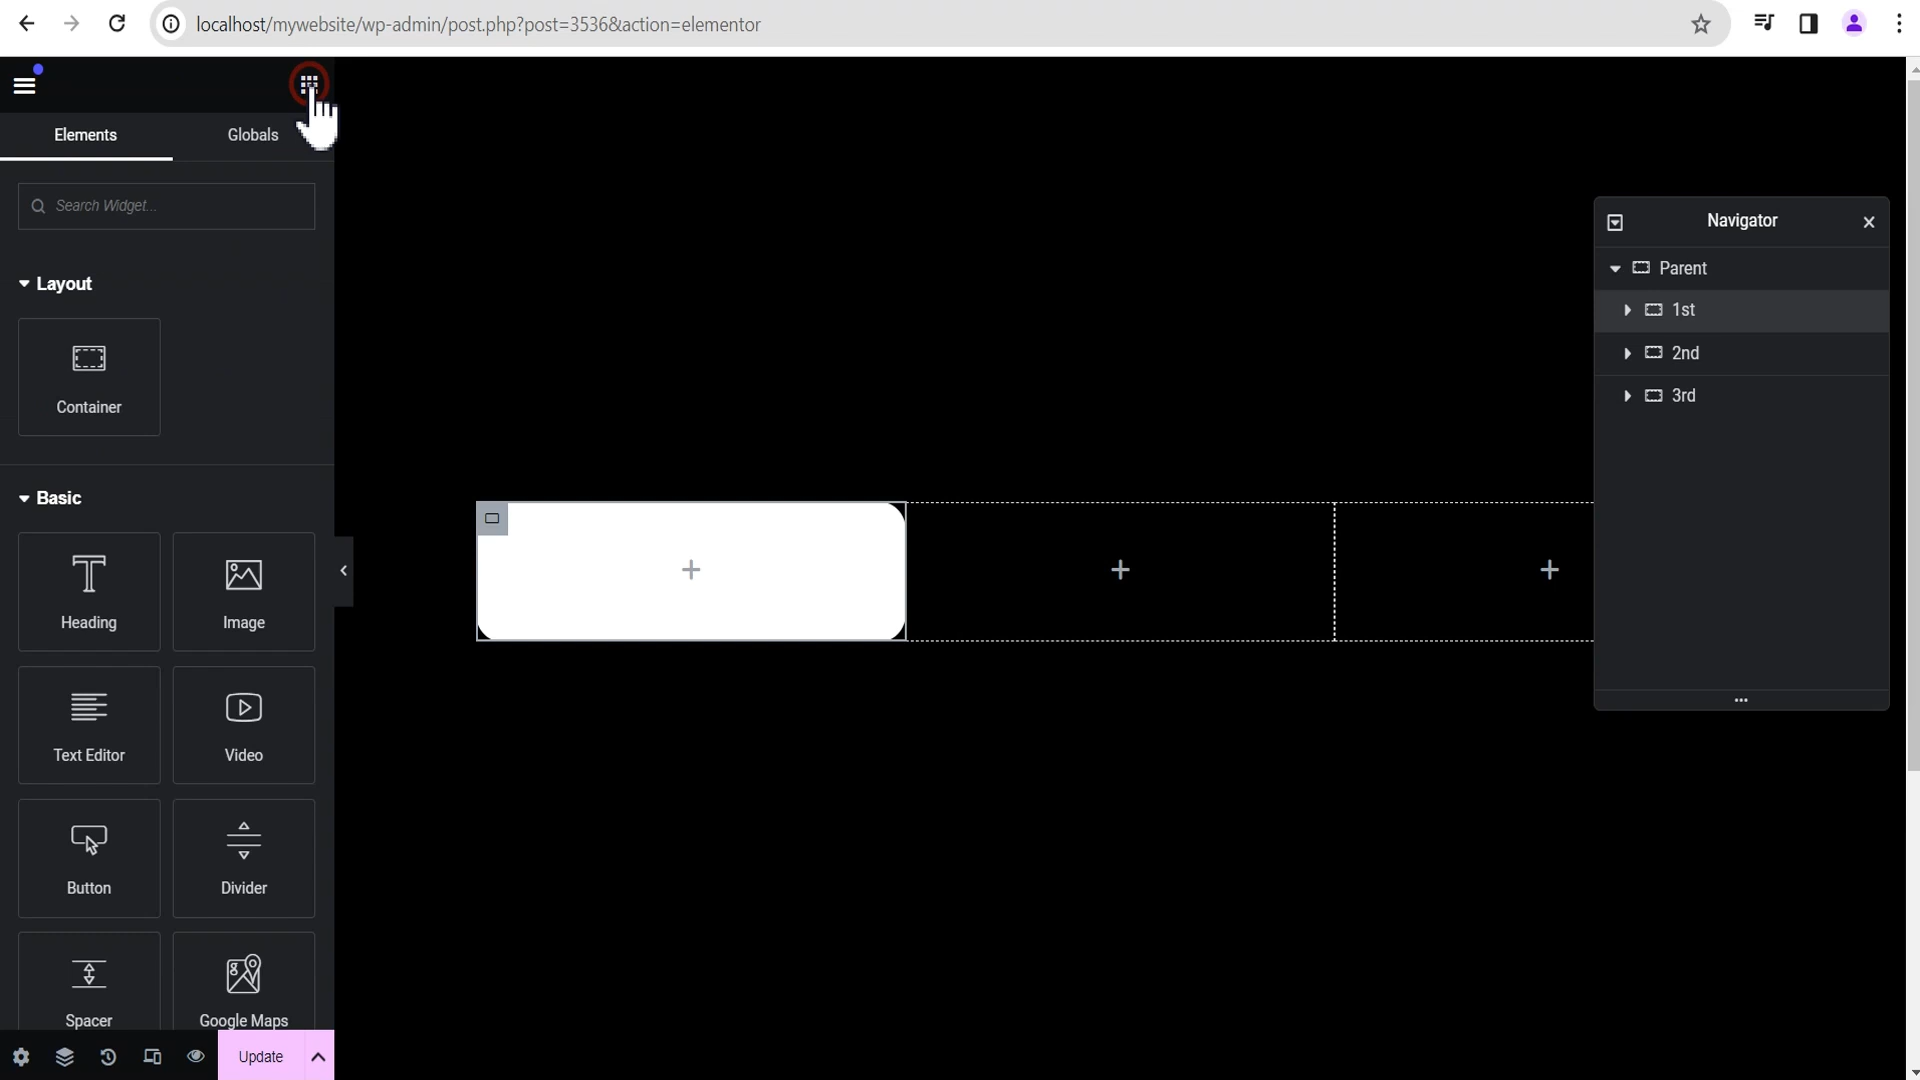 localhost/mywebsite/wp-admin/post.php?post=3536&action=elementor
Elements
Globals
Search Widget...
Layout
Container
Basic
Heading
Image
Text Editor
Video
Button
Divider
Spacer
Google Maps
Update
Navigator
Parent
1st
2nd
3rd